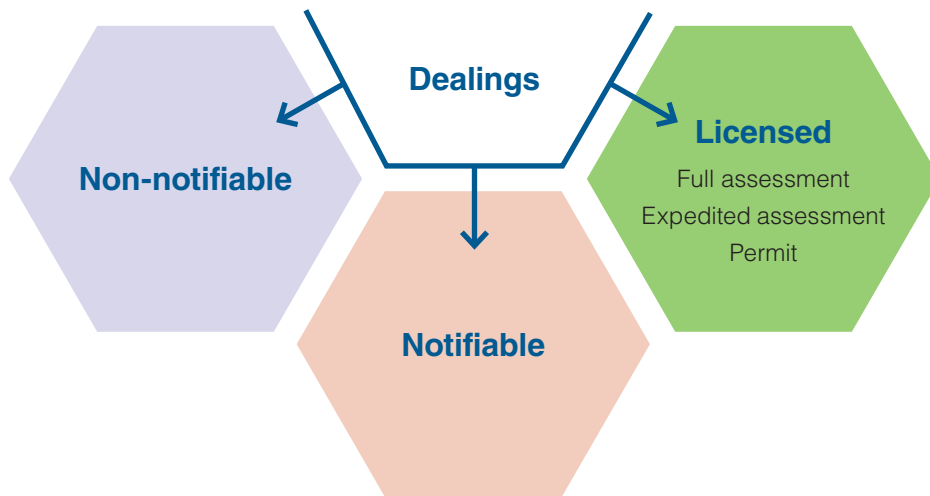 Dealings
Non-notifiable
Licensed
Full assessment
Expedited assessment
Permit
Notifiable